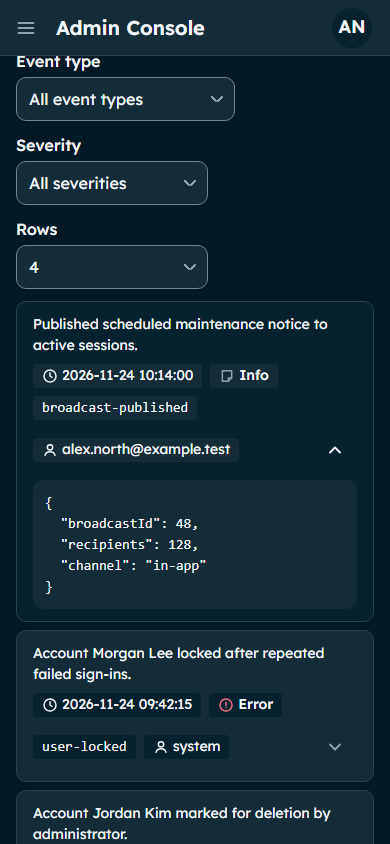 Admin Console
AN
Event type
All event types
Severity
All severities
Rows
4
Published scheduled maintenance notice to
active sessions.
2026-11-24 10:14:00
Info
broadcast-published
alex.north@example.test
{
  "broadcastId": 48,
  "recipients": 128,
  "channel": "in-app"
}
Account Morgan Lee locked after repeated
failed sign-ins.
2026-11-24 09:42:15
Error
user-locked
system
Account Jordan Kim marked for deletion by
administrator.